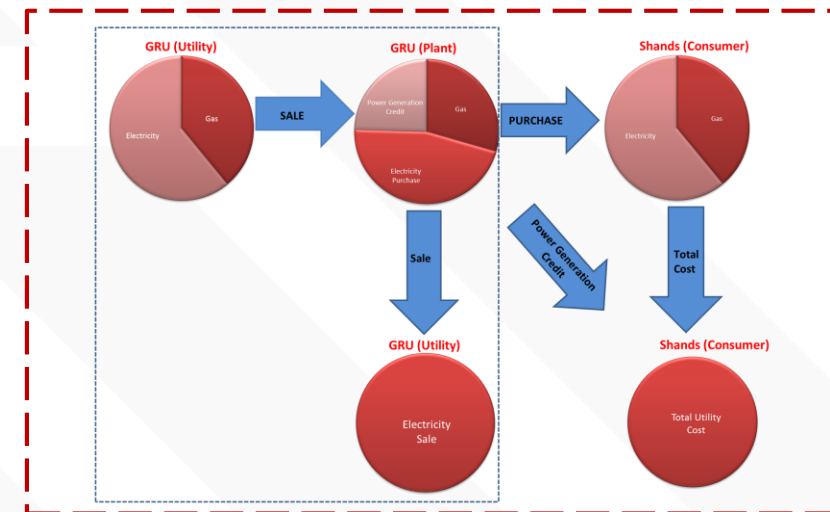 GRU (Utility)
GRU (Plant)
Shands (Consumer)
Gas
Electricity
SALE
Power Generation
Credit
Gas
Electricity
Purchase
PURCHASE
Gas
Electricity
Sale
Power Generation
Credit
Total
Cost
GRU (Utility)
Shands (Consumer)
Electricity
Sale
Total Utility
Cost